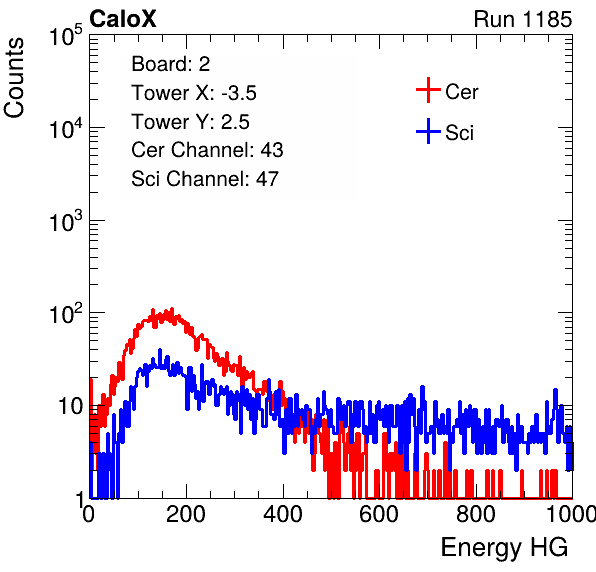 CaloX Run 1185
Counts
10^5
10^4
10^3
10^2
10
1
Board: 2
Tower X: -3.5
Tower Y: 2.5
Cer Channel: 43
Sci Channel: 47
Cer
Sci
0 200 400 600 800 1000
Energy HG